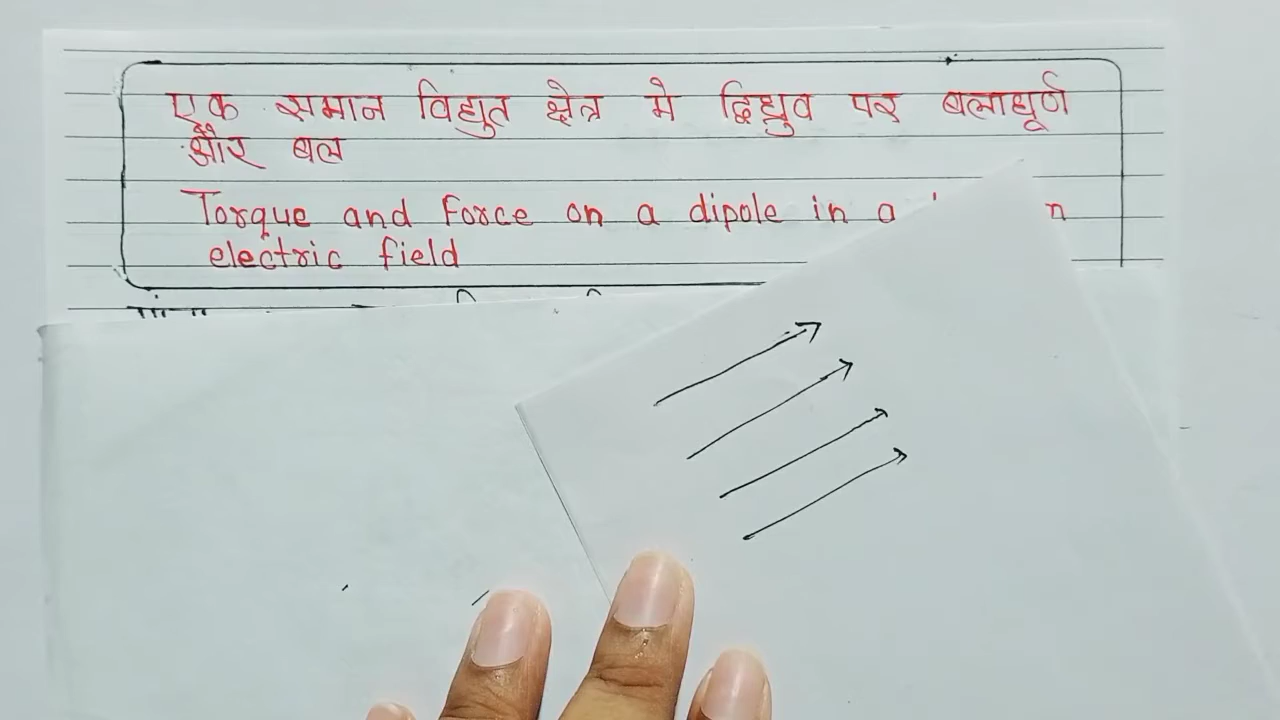 एक समान विद्युत क्षेत्र मे द्विध्रुव पर बलाघूर्ण
और बल
Torque and Force on a dipole in a
electric field